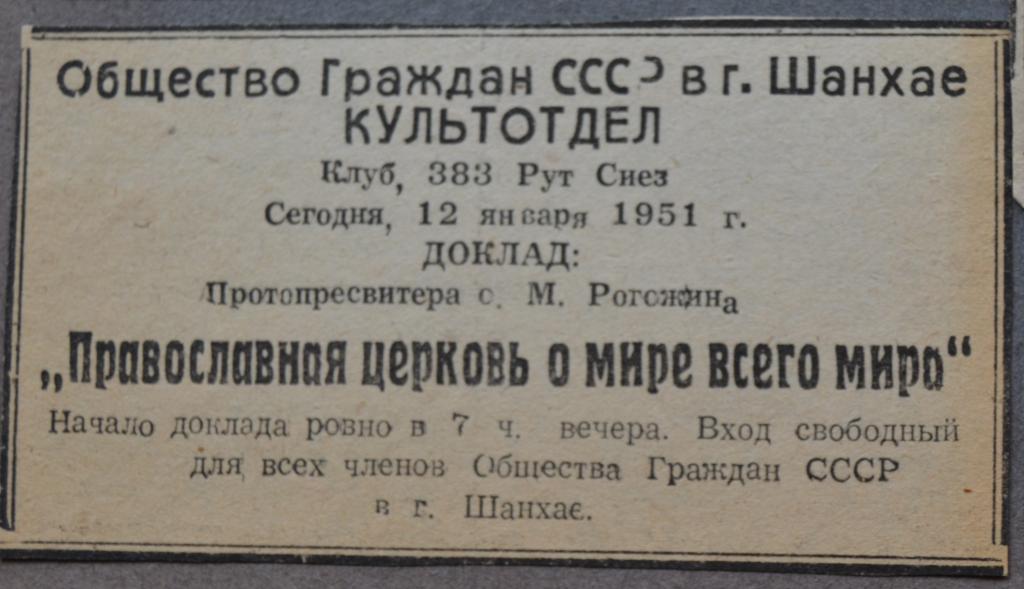 Общество Граждан СССР в г. Шанхае
КУЛЬТОТДЕЛ
Клуб, 383 Рут Сиез
Сегодня, 12 января 1951 г.
ДОКЛАД:
Протопресвитера о. М. Рогожина
„Православная церковь о мире всего мира“
Начало доклада ровно в 7 ч. вечера. Вход свободный
для всех членов Общества Граждан СССР
в г. Шанхае.